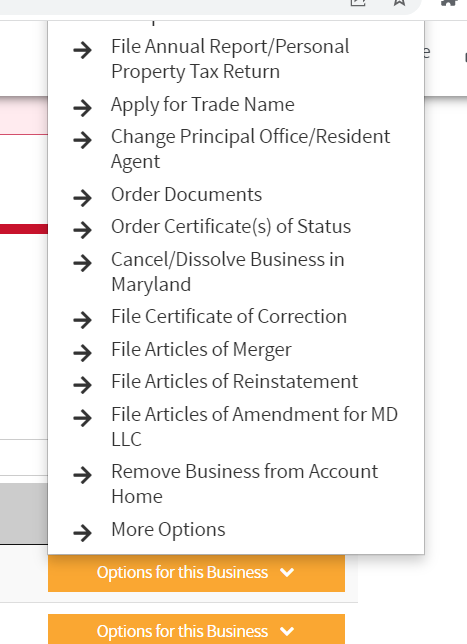 File Annual Report/Personal
Property Tax Return
Apply for Trade Name
Change Principal Office/Resident
Agent
Order Documents
Order Certificate(s) of Status
Cancel/Dissolve Business in
Maryland
File Certificate of Correction
File Articles of Merger
File Articles of Reinstatement
File Articles of Amendment for MD
LLC
Remove Business from Account
Home
More Options
Options for this Business
Options for this Business